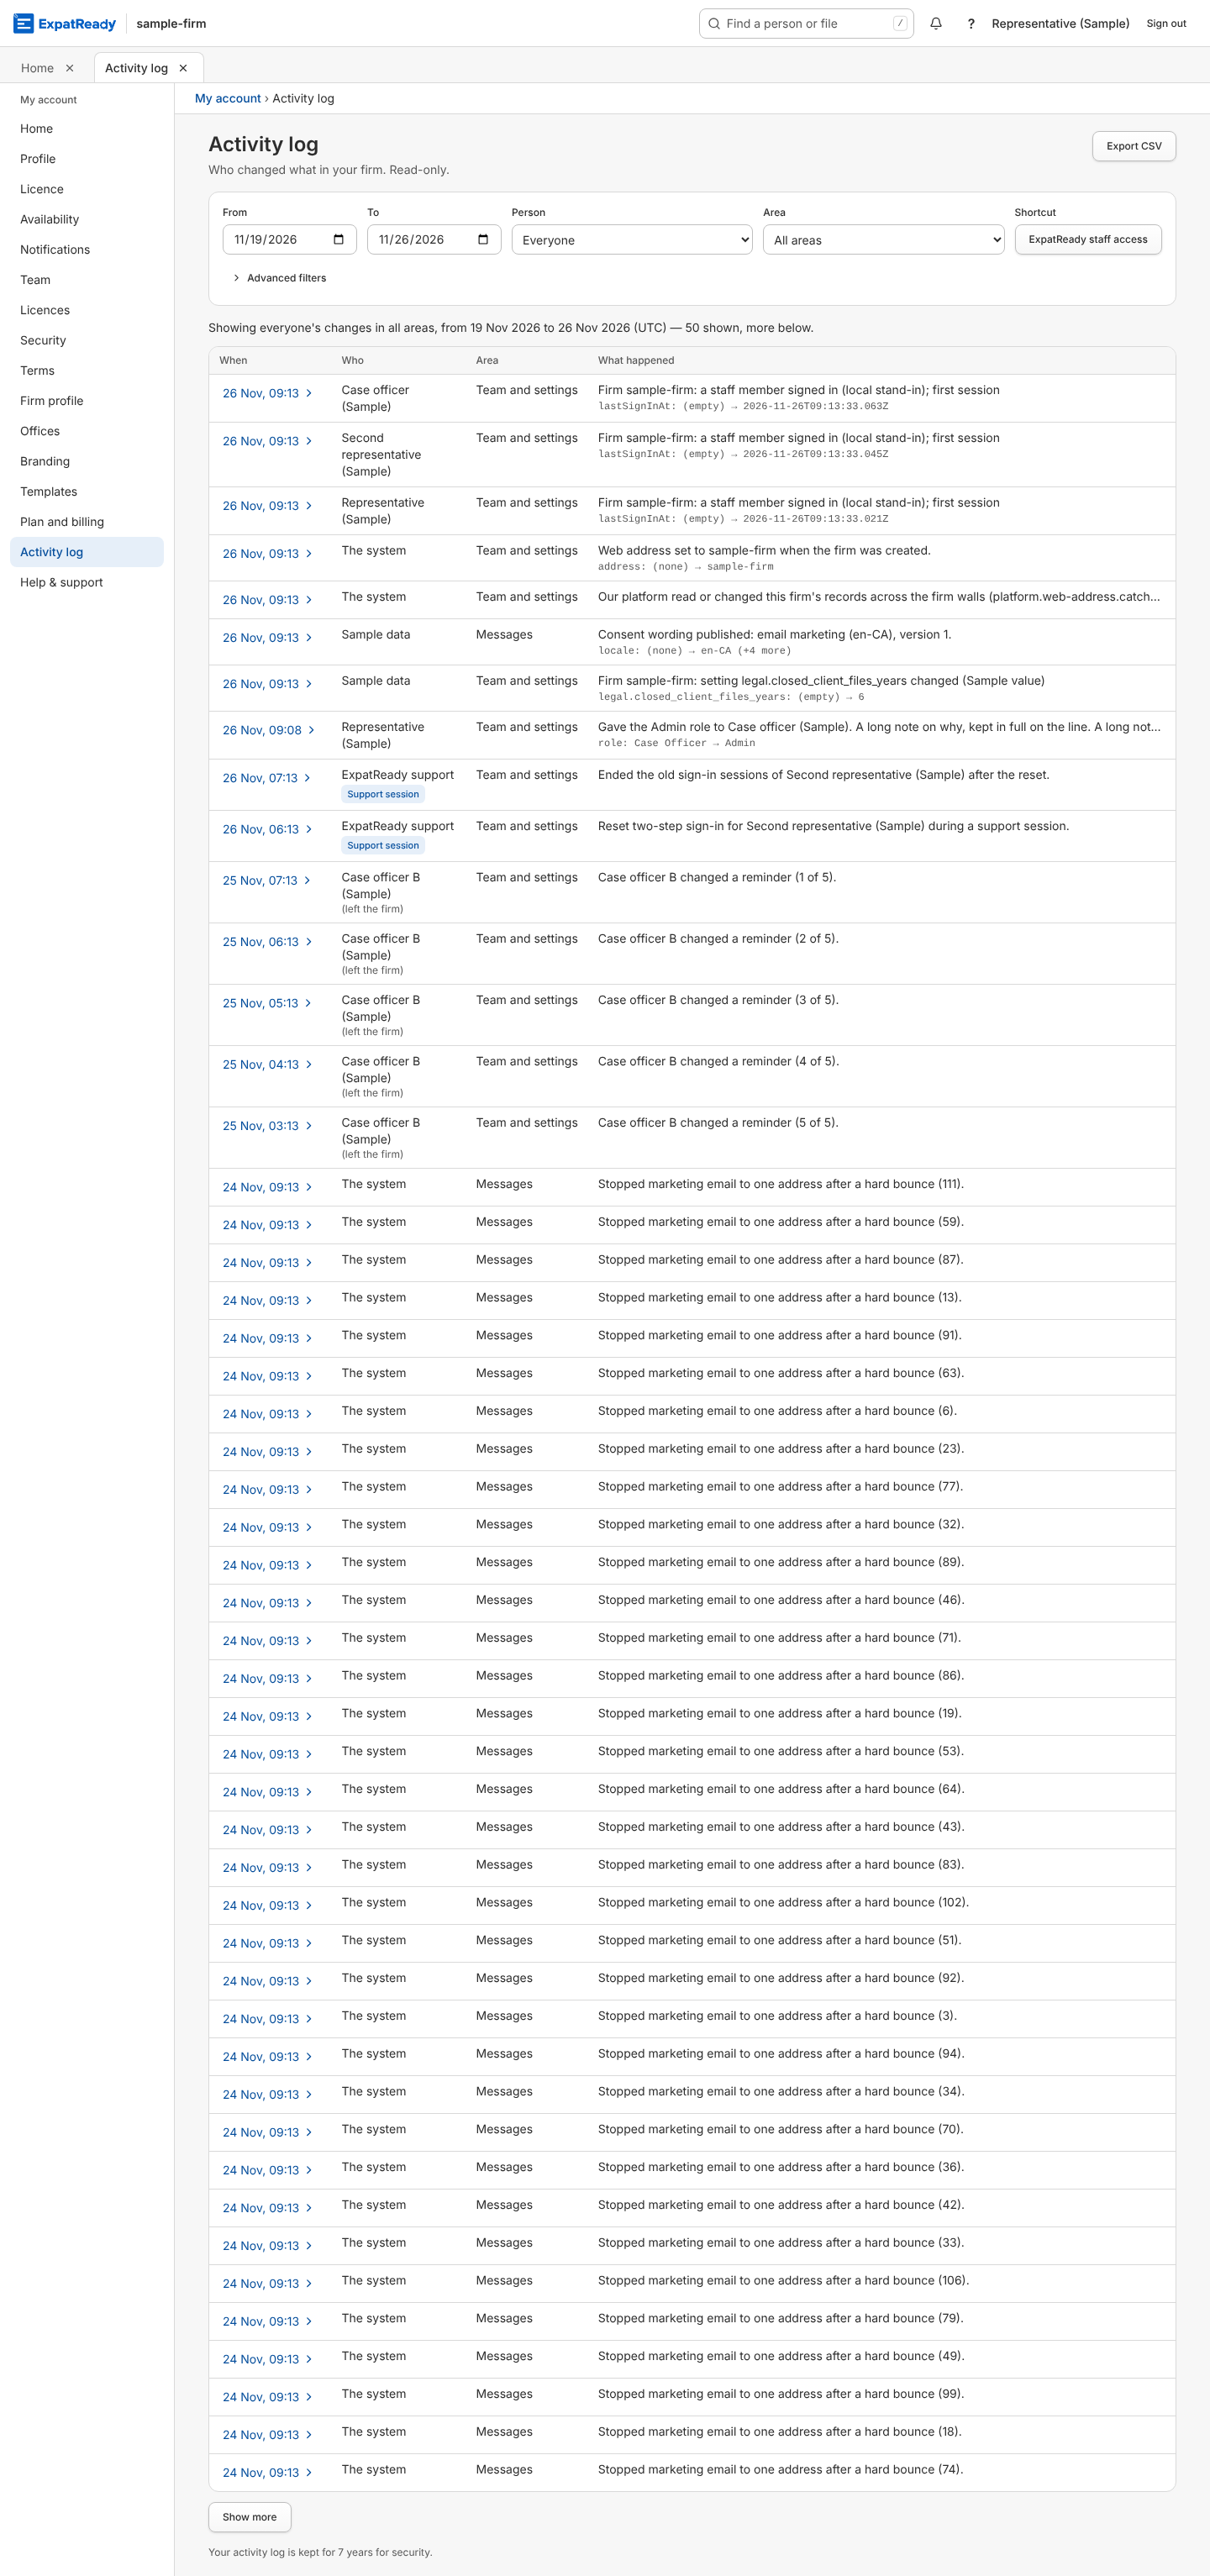 ExpatReady sample-firm Find a person or file / ? Representative (Sample) Sign out
Home × Activity log ×
My account
Home
Profile
Licence
Availability
Notifications
Team
Licences
Security
Terms
Firm profile
Offices
Branding
Templates
Plan and billing
Activity log
Help & support
My account › Activity log
Activity log
Export CSV
Who changed what in your firm. Read-only.
From To Person Area Shortcut
11/19/2026 11/26/2026 Everyone All areas ExpatReady staff access
Advanced filters
Showing everyone's changes in all areas, from 19 Nov 2026 to 26 Nov 2026 (UTC) — 50 shown, more below.
When Who Area What happened
26 Nov, 09:13 Case officer (Sample) Team and settings Firm sample-firm: a staff member signed in (local stand-in); first session
lastSignInAt: (empty) → 2026-11-26T09:13:33.063Z
26 Nov, 09:13 Second representative (Sample) Team and settings Firm sample-firm: a staff member signed in (local stand-in); first session
lastSignInAt: (empty) → 2026-11-26T09:13:33.045Z
26 Nov, 09:13 Representative (Sample) Team and settings Firm sample-firm: a staff member signed in (local stand-in); first session
lastSignInAt: (empty) → 2026-11-26T09:13:33.021Z
26 Nov, 09:13 The system Team and settings Web address set to sample-firm when the firm was created.
address: (none) → sample-firm
26 Nov, 09:13 The system Team and settings Our platform read or changed this firm's records across the firm walls (platform.web-address.catch...
26 Nov, 09:13 Sample data Messages Consent wording published: email marketing (en-CA), version 1.
locale: (none) → en-CA (+4 more)
26 Nov, 09:13 Sample data Team and settings Firm sample-firm: setting legal.closed_client_files_years changed (Sample value)
legal.closed_client_files_years: (empty) → 6
26 Nov, 09:08 Representative (Sample) Team and settings Gave the Admin role to Case officer (Sample). A long note on why, kept in full on the line. A long not...
role: Case Officer → Admin
26 Nov, 07:13 ExpatReady support Team and settings Ended the old sign-in sessions of Second representative (Sample) after the reset.
Support session
26 Nov, 06:13 ExpatReady support Team and settings Reset two-step sign-in for Second representative (Sample) during a support session.
Support session
25 Nov, 07:13 Case officer B (Sample) Team and settings Case officer B changed a reminder (1 of 5).
(left the firm)
25 Nov, 06:13 Case officer B (Sample) Team and settings Case officer B changed a reminder (2 of 5).
(left the firm)
25 Nov, 05:13 Case officer B (Sample) Team and settings Case officer B changed a reminder (3 of 5).
(left the firm)
25 Nov, 04:13 Case officer B (Sample) Team and settings Case officer B changed a reminder (4 of 5).
(left the firm)
25 Nov, 03:13 Case officer B (Sample) Team and settings Case officer B changed a reminder (5 of 5).
(left the firm)
24 Nov, 09:13 The system Messages Stopped marketing email to one address after a hard bounce (111).
24 Nov, 09:13 The system Messages Stopped marketing email to one address after a hard bounce (59).
24 Nov, 09:13 The system Messages Stopped marketing email to one address after a hard bounce (87).
24 Nov, 09:13 The system Messages Stopped marketing email to one address after a hard bounce (13).
24 Nov, 09:13 The system Messages Stopped marketing email to one address after a hard bounce (91).
24 Nov, 09:13 The system Messages Stopped marketing email to one address after a hard bounce (63).
24 Nov, 09:13 The system Messages Stopped marketing email to one address after a hard bounce (6).
24 Nov, 09:13 The system Messages Stopped marketing email to one address after a hard bounce (23).
24 Nov, 09:13 The system Messages Stopped marketing email to one address after a hard bounce (77).
24 Nov, 09:13 The system Messages Stopped marketing email to one address after a hard bounce (32).
24 Nov, 09:13 The system Messages Stopped marketing email to one address after a hard bounce (89).
24 Nov, 09:13 The system Messages Stopped marketing email to one address after a hard bounce (46).
24 Nov, 09:13 The system Messages Stopped marketing email to one address after a hard bounce (71).
24 Nov, 09:13 The system Messages Stopped marketing email to one address after a hard bounce (86).
24 Nov, 09:13 The system Messages Stopped marketing email to one address after a hard bounce (19).
24 Nov, 09:13 The system Messages Stopped marketing email to one address after a hard bounce (53).
24 Nov, 09:13 The system Messages Stopped marketing email to one address after a hard bounce (64).
24 Nov, 09:13 The system Messages Stopped marketing email to one address after a hard bounce (43).
24 Nov, 09:13 The system Messages Stopped marketing email to one address after a hard bounce (83).
24 Nov, 09:13 The system Messages Stopped marketing email to one address after a hard bounce (102).
24 Nov, 09:13 The system Messages Stopped marketing email to one address after a hard bounce (51).
24 Nov, 09:13 The system Messages Stopped marketing email to one address after a hard bounce (92).
24 Nov, 09:13 The system Messages Stopped marketing email to one address after a hard bounce (3).
24 Nov, 09:13 The system Messages Stopped marketing email to one address after a hard bounce (94).
24 Nov, 09:13 The system Messages Stopped marketing email to one address after a hard bounce (34).
24 Nov, 09:13 The system Messages Stopped marketing email to one address after a hard bounce (70).
24 Nov, 09:13 The system Messages Stopped marketing email to one address after a hard bounce (36).
24 Nov, 09:13 The system Messages Stopped marketing email to one address after a hard bounce (42).
24 Nov, 09:13 The system Messages Stopped marketing email to one address after a hard bounce (33).
24 Nov, 09:13 The system Messages Stopped marketing email to one address after a hard bounce (106).
24 Nov, 09:13 The system Messages Stopped marketing email to one address after a hard bounce (79).
24 Nov, 09:13 The system Messages Stopped marketing email to one address after a hard bounce (49).
24 Nov, 09:13 The system Messages Stopped marketing email to one address after a hard bounce (99).
24 Nov, 09:13 The system Messages Stopped marketing email to one address after a hard bounce (18).
24 Nov, 09:13 The system Messages Stopped marketing email to one address after a hard bounce (74).
Show more
Your activity log is kept for 7 years for security.